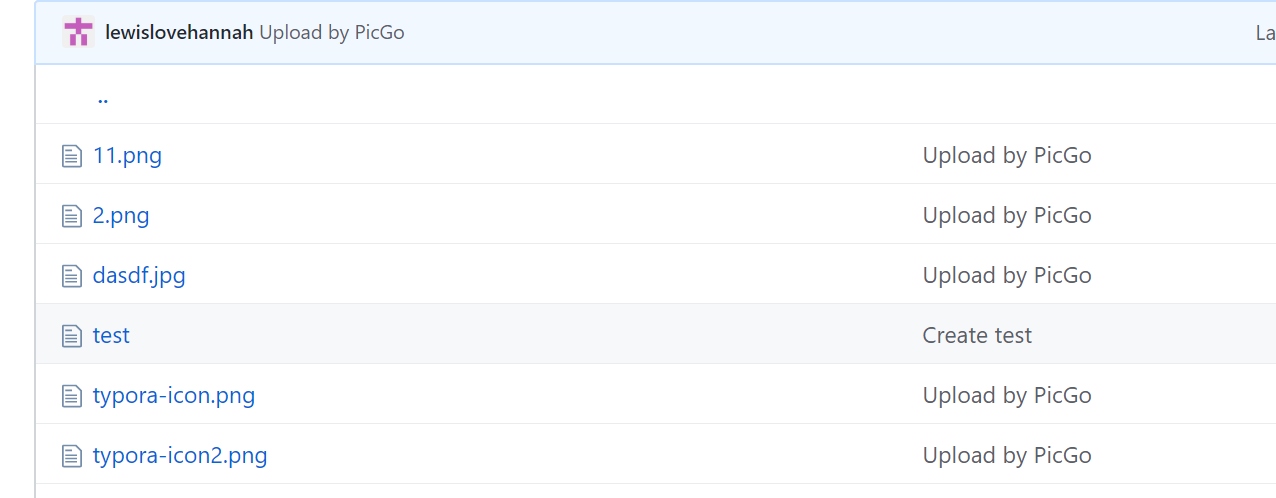 lewislovehannah Upload by PicGo La
..
11.png Upload by PicGo
2.png Upload by PicGo
dasdf.jpg Upload by PicGo
test Create test
typora-icon.png Upload by PicGo
typora-icon2.png Upload by PicGo